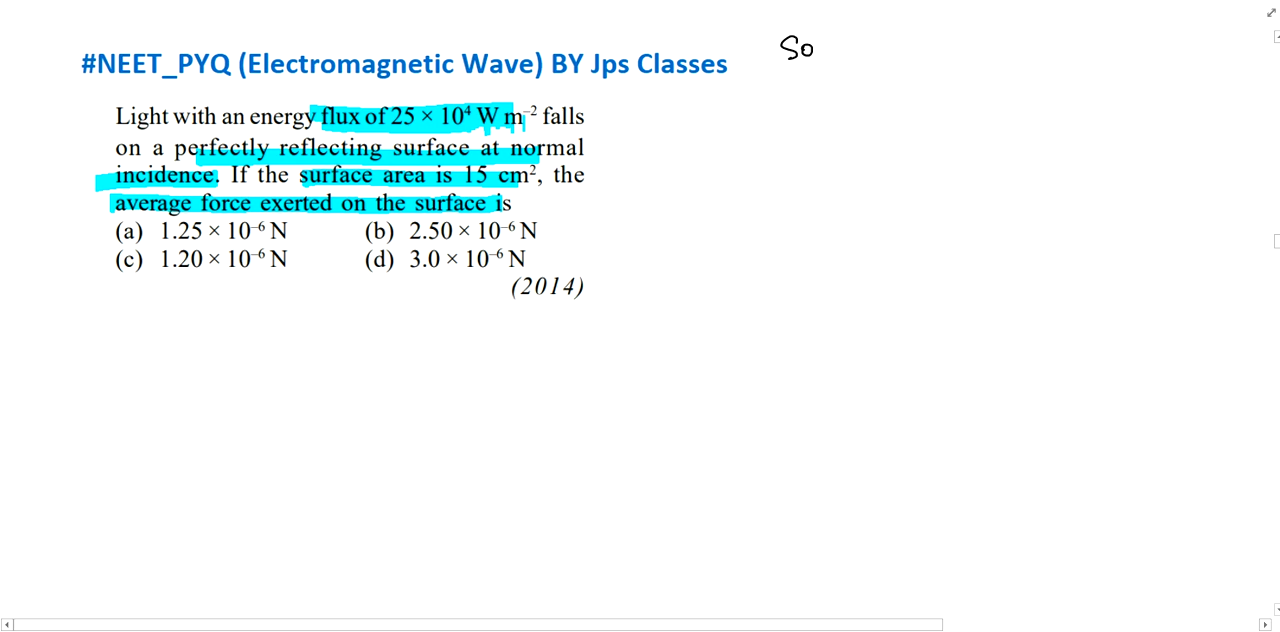 So
#NEET_PYQ (Electromagnetic Wave) BY Jps Classes
Light with an energy flux of 25 × 10⁴ W m⁻² falls
on a perfectly reflecting surface at normal
incidence. If the surface area is 15 cm², the
average force exerted on the surface is
(a) 1.25 × 10⁻⁶ N (b) 2.50 × 10⁻⁶ N
(c) 1.20 × 10⁻⁶ N (d) 3.0 × 10⁻⁶ N
(2014)